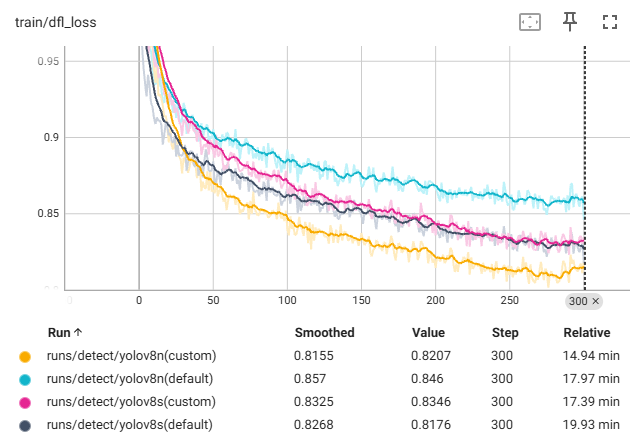 train/dfl_loss
0.95
0.9
0.85
0
0 50 100 150 200 250 300 ×
Run ↑ Smoothed Value Step Relative
runs/detect/yolov8n(custom) 0.8155 0.8207 300 14.94 min
runs/detect/yolov8n(default) 0.857 0.846 300 17.97 min
runs/detect/yolov8s(custom) 0.8325 0.8346 300 17.39 min
runs/detect/yolov8s(default) 0.8268 0.8176 300 19.93 min